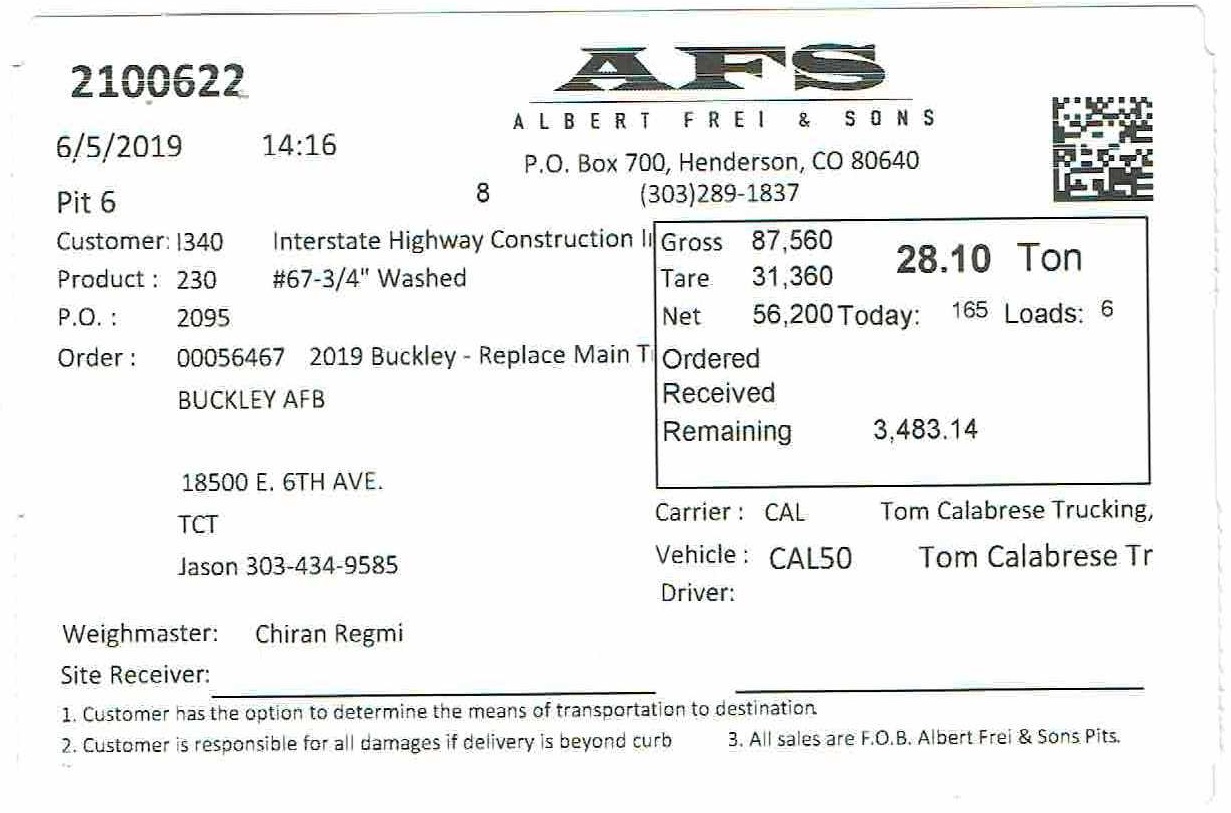 2100622
AFS
ALBERT FREI & SONS
6/5/2019 14:16
P.O. Box 700, Henderson, CO 80640
Pit 6 8 (303)289-1837
Customer: I340 Interstate Highway Construction I
Gross 87,560 28.10 Ton
Product : 230 #67-3/4" Washed
Tare 31,360
P.O. : 2095
Net 56,200 Today: 165 Loads: 6
Order : 00056467 2019 Buckley - Replace Main T
Ordered
BUCKLEY AFB
Received
Remaining 3,483.14
18500 E. 6TH AVE.
TCT
Carrier : CAL Tom Calabrese Trucking,
Jason 303-434-9585
Vehicle : CAL50 Tom Calabrese Tr
Driver:
Weighmaster: Chiran Regmi
Site Receiver:
1. Customer has the option to determine the means of transportation to destination
2. Customer is responsible for all damages if delivery is beyond curb 3. All sales are F.O.B. Albert Frei & Sons Pits.